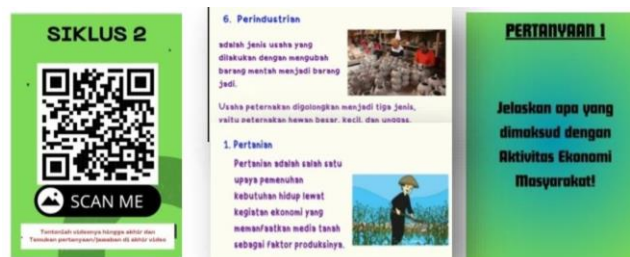 SIKLUS 2
SCAN ME
Tontonlah videonya hingga akhir dan
Temukan pertanyaan/jawaban di akhir video
6. Perindustrian
adalah jenis usaha yang
dilakukan dengan mengubah
barang mentah menjadi barang
jadi.
Usaha peternakan digolongkan menjadi tiga jenis,
yaitu peternakan hewan besar, kecil, dan unggas.
1. Pertanian
Pertanian adalah salah satu
upaya pemenuhan
kebutuhan hidup lewat
kegiatan ekonomi yang
memanfaatkan media tanah
sebagai faktor produksinya.
PERTANYAAN 1
Jelaskan apa yang
dimaksud dengan
Aktivitas Ekonomi
Masyarakat!